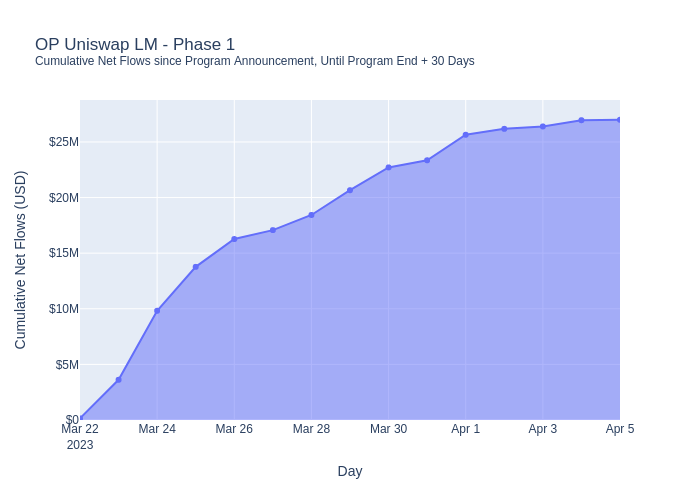 OP Uniswap LM - Phase 1
Cumulative Net Flows since Program Announcement, Until Program End + 30 Days
Cumulative Net Flows (USD)
$25M
$20M
$15M
$10M
$5M
$0
Mar 22
2023
Mar 24
Mar 26
Mar 28
Mar 30
Apr 1
Apr 3
Apr 5
Day